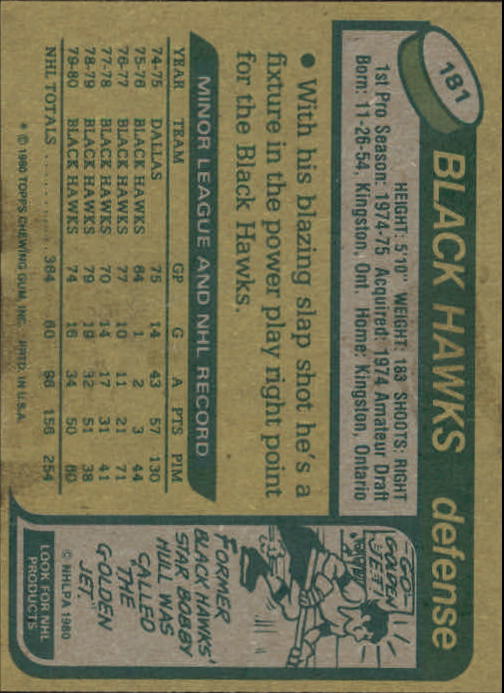 181
BLACK HAWKS defense
HEIGHT: 5'10" WEIGHT: 183 SHOOTS: RIGHT
1st Pro Season: 1974-75 Acquired: 1974 Amateur Draft
Born: 11-26-54, Kingston, Ont. Home: Kingston, Ontario
• With his blazing slap shot he's a
fixture in the power play right point
for the Black Hawks.
MINOR LEAGUE AND NHL RECORD
YEAR TEAM GP G A PTS PIM
74-75 DALLAS 75 14 43 57 130
75-76 BLACK HAWKS 64 1 2 3 44
76-77 BLACK HAWKS 77 10 11 21 71
77-78 BLACK HAWKS 70 14 17 31 41
78-79 BLACK HAWKS 79 19 32 51 38
79-80 BLACK HAWKS 74 16 34 50 60
NHL TOTALS 364 60 96 156 254
* © 1980 TOPPS CHEWING GUM, INC. PRTD. IN U.S.A.
"GO-
GOLDEN
JET!
FORMER
BLACK HAWKS'
STAR BOBBY
HULL WAS
CALLED
THE
"GOLDEN
JET."
© NHLPA 1980
LOOK FOR NHL
PRODUCTS